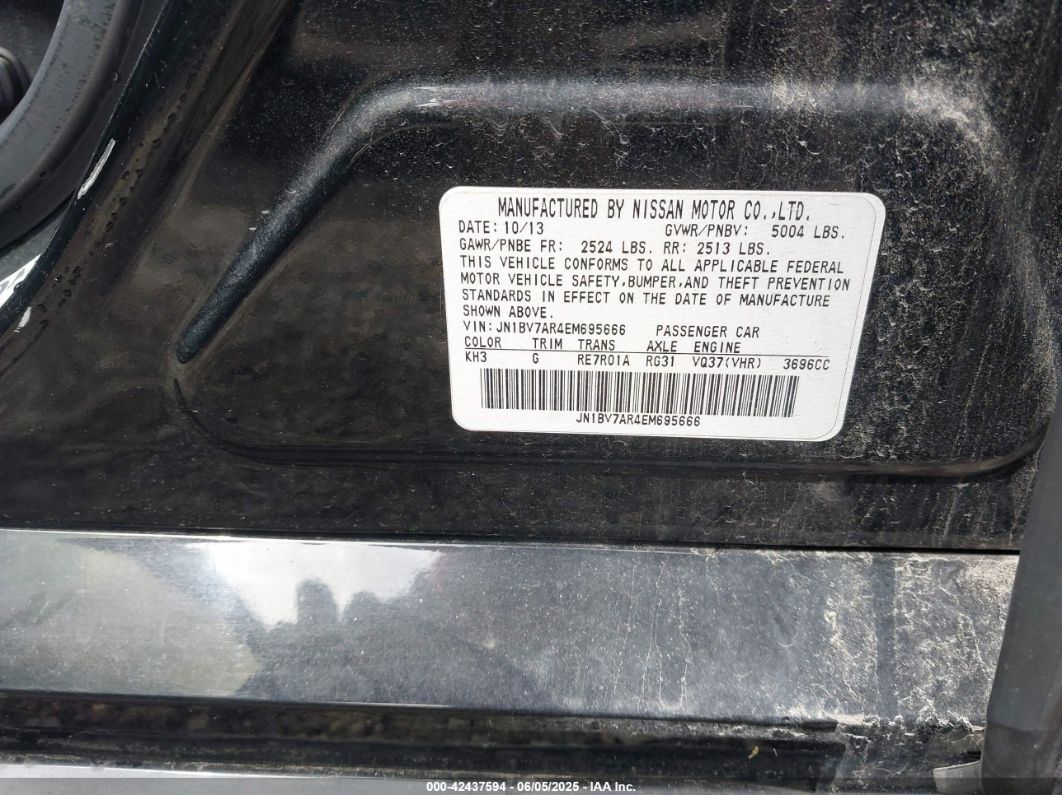 MANUFACTURED BY NISSAN MOTOR CO.,LTD.
DATE: 10/13 GVWR/PNBV: 5004 LBS.
GAWR/PNBE FR: 2524 LBS. RR: 2513 LBS.
THIS VEHICLE CONFORMS TO ALL APPLICABLE FEDERAL
MOTOR VEHICLE SAFETY,BUMPER,AND THEFT PREVENTION
STANDARDS IN EFFECT ON THE DATE OF MANUFACTURE
SHOWN ABOVE.
VIN: JN1BV7AR4EM695666 PASSENGER CAR
COLOR TRIM TRANS AXLE ENGINE
KH3 G RE7R01A RG31 VQ37(VHR) 3696CC
JN1BV7AR4EM695666
000-42437594 - 06/05/2025 - IAA Inc.